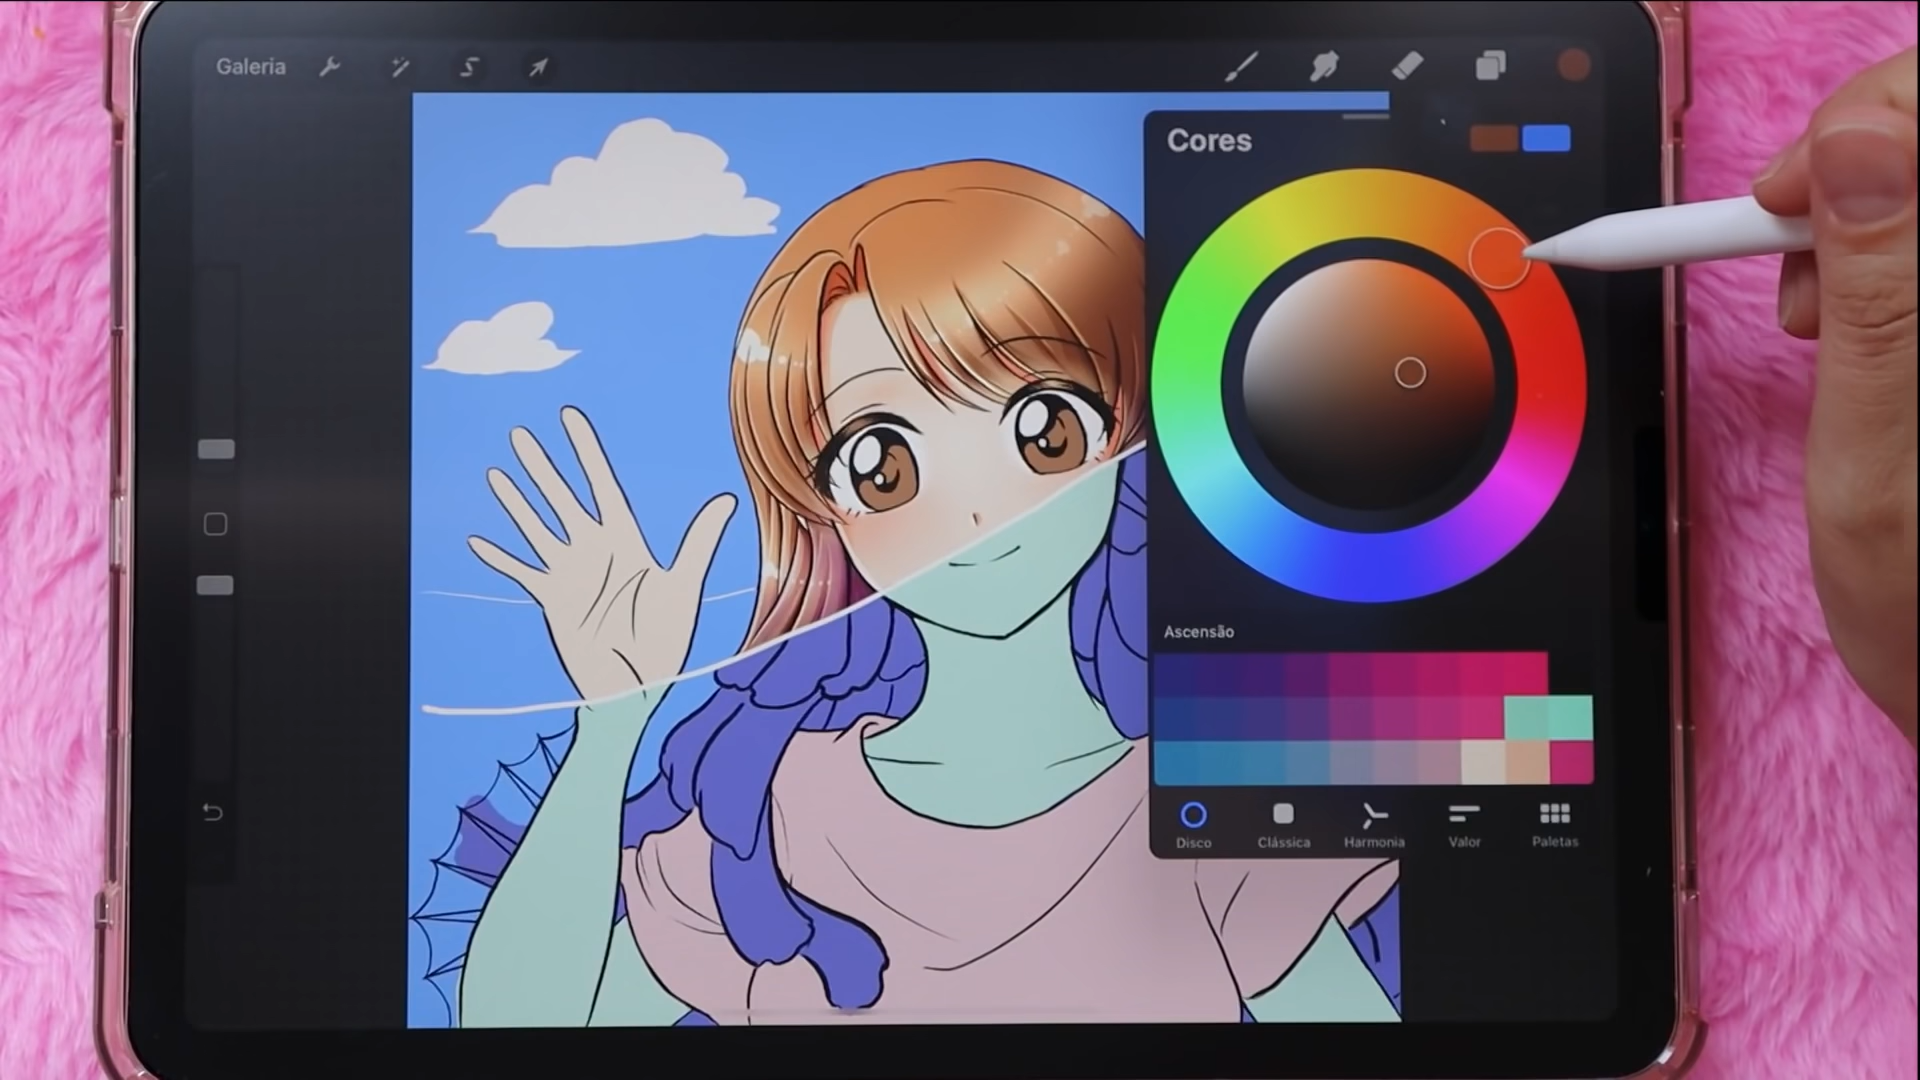 Galeria
Cores
Ascensão
Disco
Clássica
Harmonia
Valor
Paletas